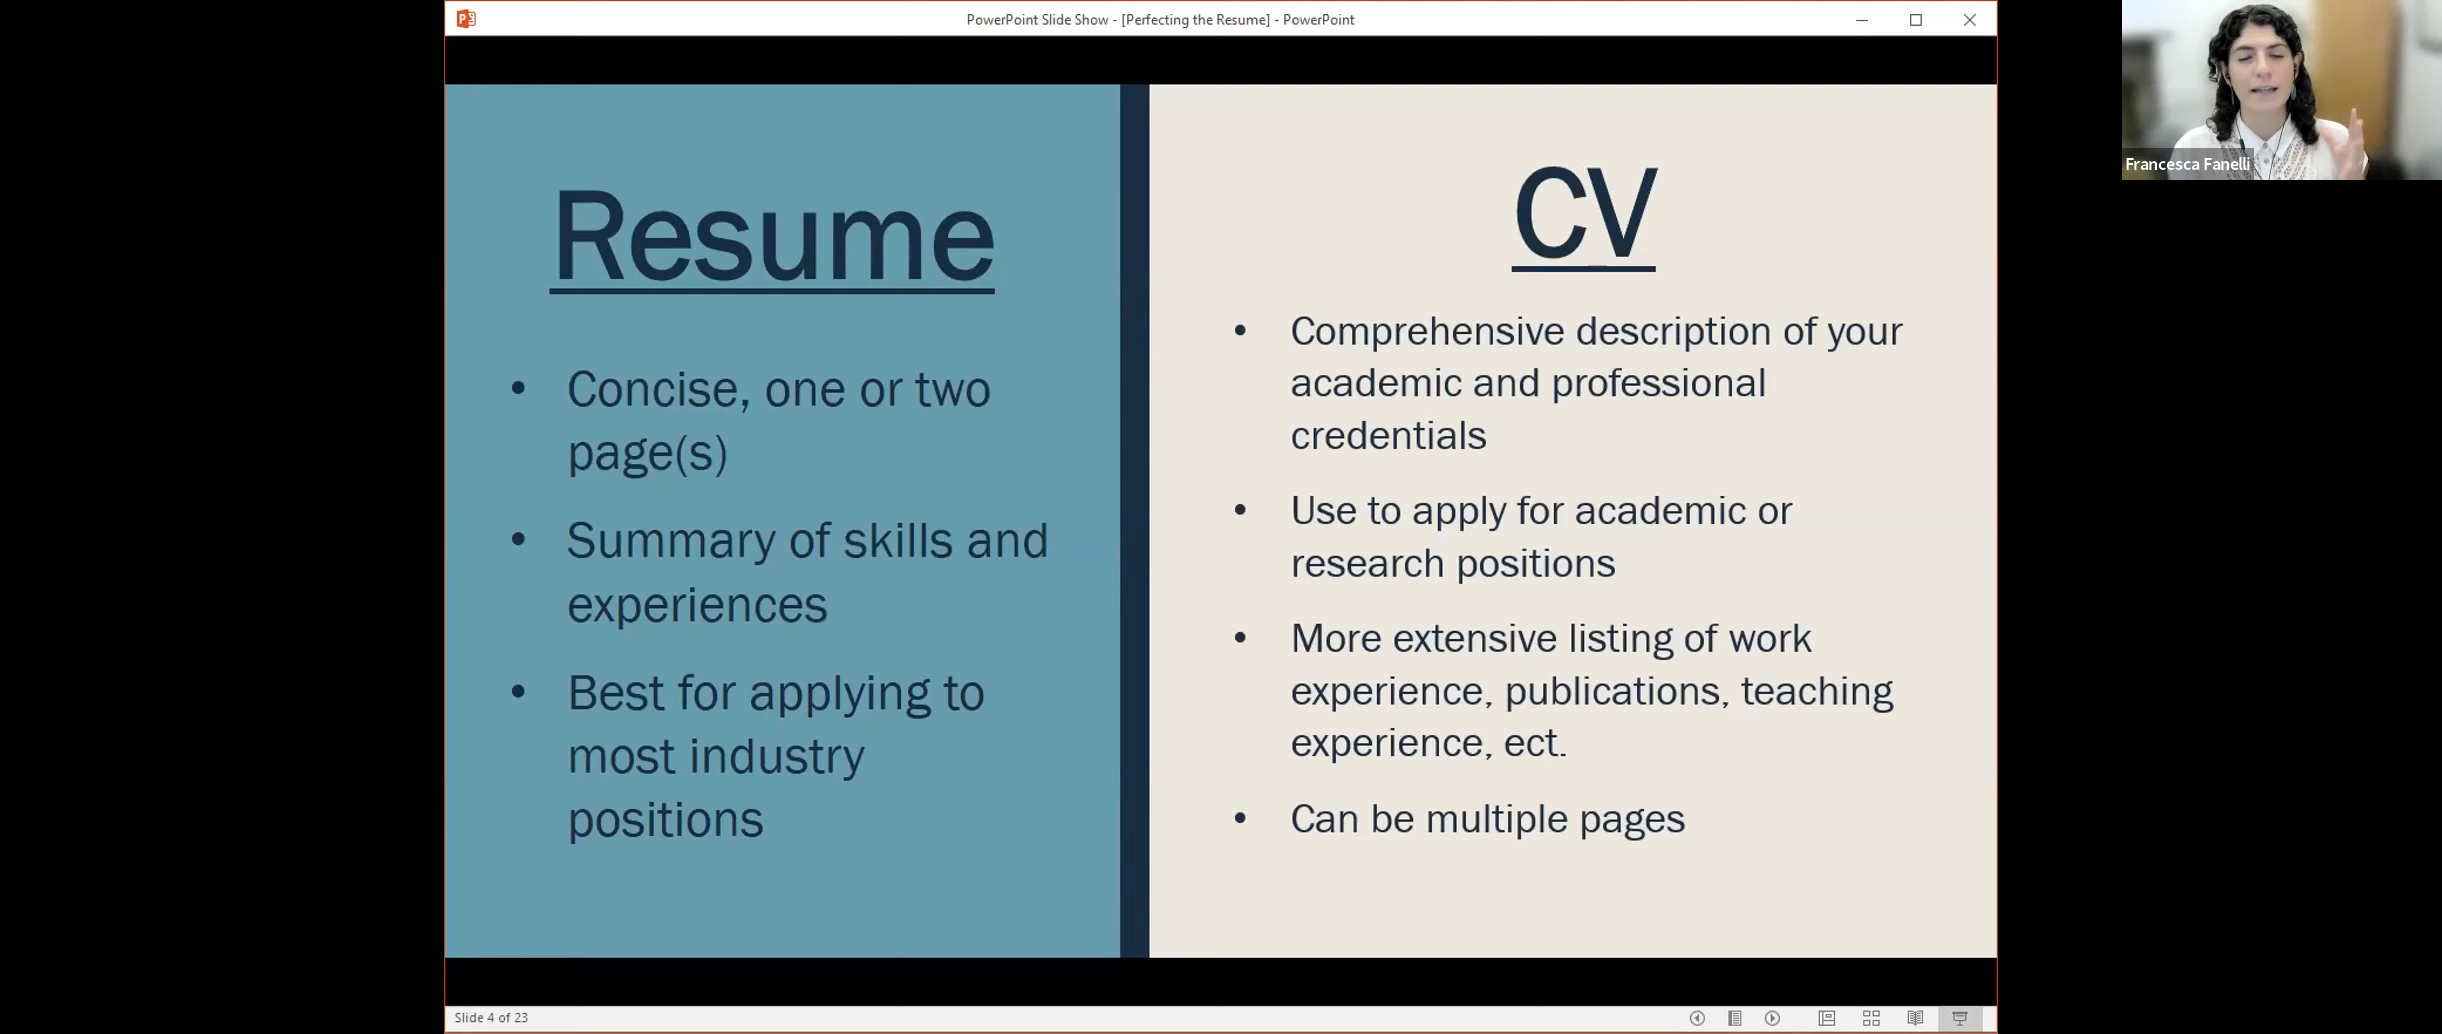 PowerPoint Slide Show - [Perfecting the Resume] - PowerPoint
Resume
• Concise, one or two
page(s)
• Summary of skills and
experiences
• Best for applying to
most industry
positions
CV
• Comprehensive description of your
academic and professional
credentials
• Use to apply for academic or
research positions
• More extensive listing of work
experience, publications, teaching
experience, ect.
• Can be multiple pages
Francesca Fanelli
Slide 4 of 23